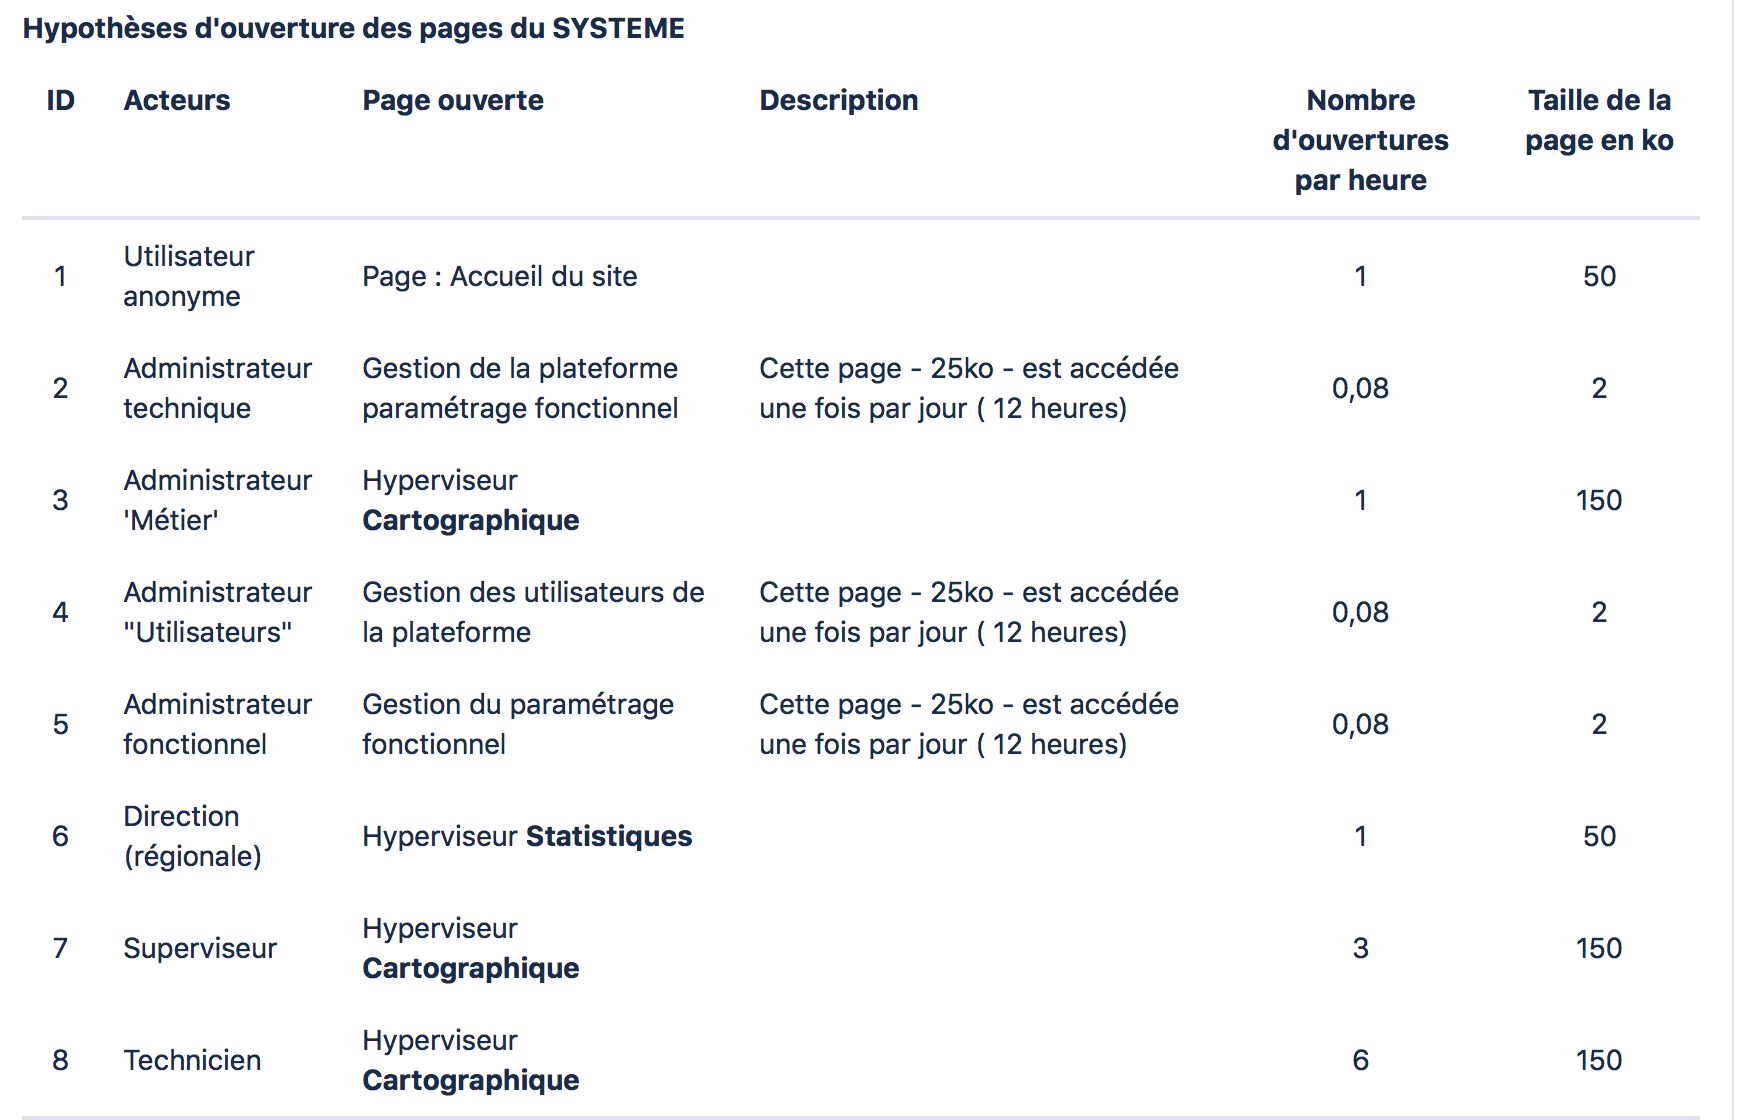 Hypothèses d'ouverture des pages du SYSTEME
ID Acteurs Page ouverte Description Nombre d'ouvertures par heure Taille de la page en ko
1 Utilisateur anonyme Page : Accueil du site 1 50
2 Administrateur technique Gestion de la plateforme paramétrage fonctionnel Cette page - 25ko - est accédée une fois par jour ( 12 heures) 0,08 2
3 Administrateur 'Métier' Hyperviseur Cartographique 1 150
4 Administrateur "Utilisateurs" Gestion des utilisateurs de la plateforme Cette page - 25ko - est accédée une fois par jour ( 12 heures) 0,08 2
5 Administrateur fonctionnel Gestion du paramétrage fonctionnel Cette page - 25ko - est accédée une fois par jour ( 12 heures) 0,08 2
6 Direction (régionale) Hyperviseur Statistiques 1 50
7 Superviseur Hyperviseur Cartographique 3 150
8 Technicien Hyperviseur Cartographique 6 150